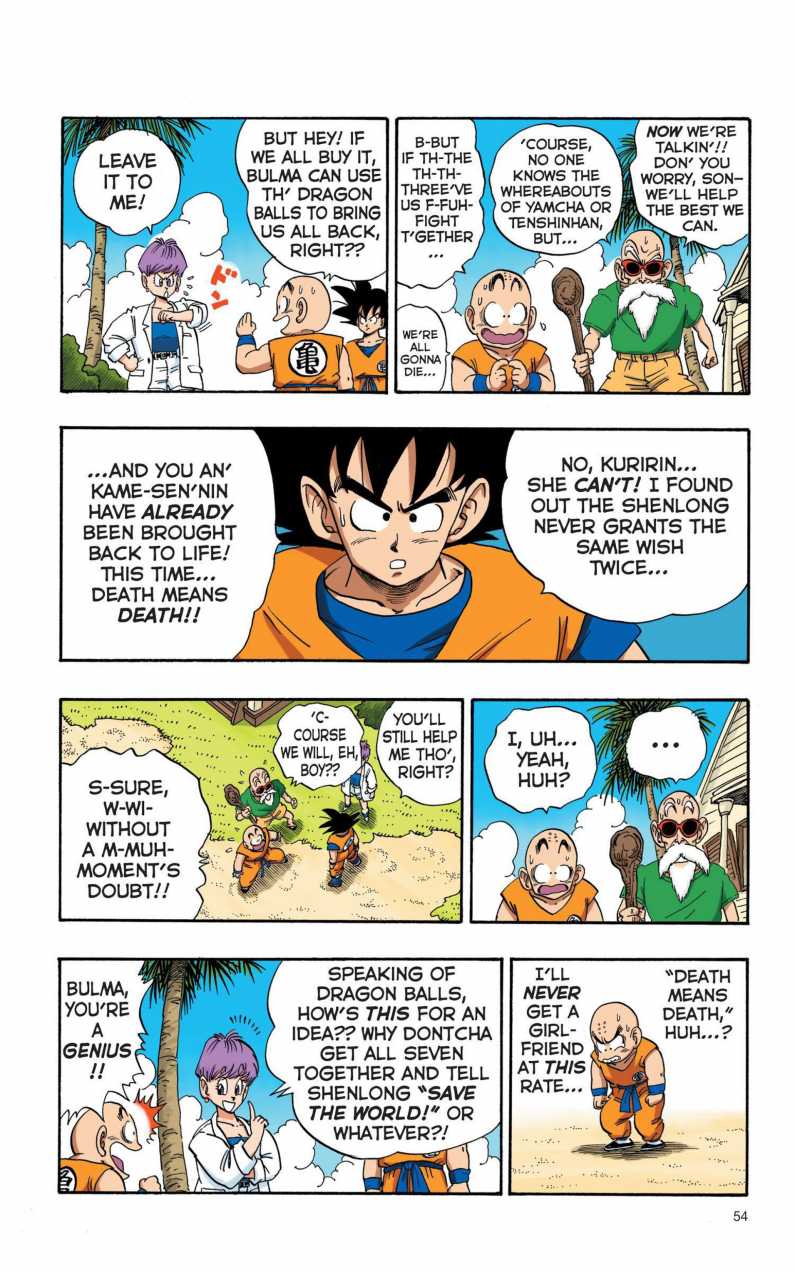 NOW WE'RE
TALKIN'!!
DON' YOU
WORRY, SON–
WE'LL HELP
THE BEST WE
CAN.
'COURSE,
NO ONE
KNOWS THE
WHEREABOUTS
OF YAMCHA OR
TENSHINHAN,
BUT...
B-BUT
IF TH-THE
TH-TH-
THREE'VE
US F-FUH-
FIGHT
T'GETHER
...
WE'RE
ALL
GONNA
DIE...
BUT HEY! IF
WE ALL BUY IT,
BULMA CAN USE
TH' DRAGON
BALLS TO BRING
US ALL BACK,
RIGHT??
LEAVE
IT TO
ME!
ズン
亀
NO, KURIRIN...
SHE CAN'T! I FOUND
OUT THE SHENLONG
NEVER GRANTS THE
SAME WISH
TWICE...
...AND YOU AN'
KAME-SEN'NIN
HAVE ALREADY
BEEN BROUGHT
BACK TO LIFE!
THIS TIME...
DEATH MEANS
DEATH!!
...
I, UH...
YEAH,
HUH?
YOU'LL
STILL HELP
ME THO',
RIGHT?
'C-
COURSE
WE WILL, EH,
BOY??
S-SURE,
W-WI-
WITHOUT
A M-MUH-
MOMENT'S
DOUBT!!
"DEATH
MEANS
DEATH,"
HUH...?
I'LL
NEVER
GET A
GIRL-
FRIEND
AT THIS
RATE...
SPEAKING OF
DRAGON BALLS,
HOW'S THIS FOR AN
IDEA?? WHY DONTCHA
GET ALL SEVEN
TOGETHER AND TELL
SHENLONG "SAVE
THE WORLD!" OR
WHATEVER?!
BULMA,
YOU'RE
A
GENIUS
!!
54